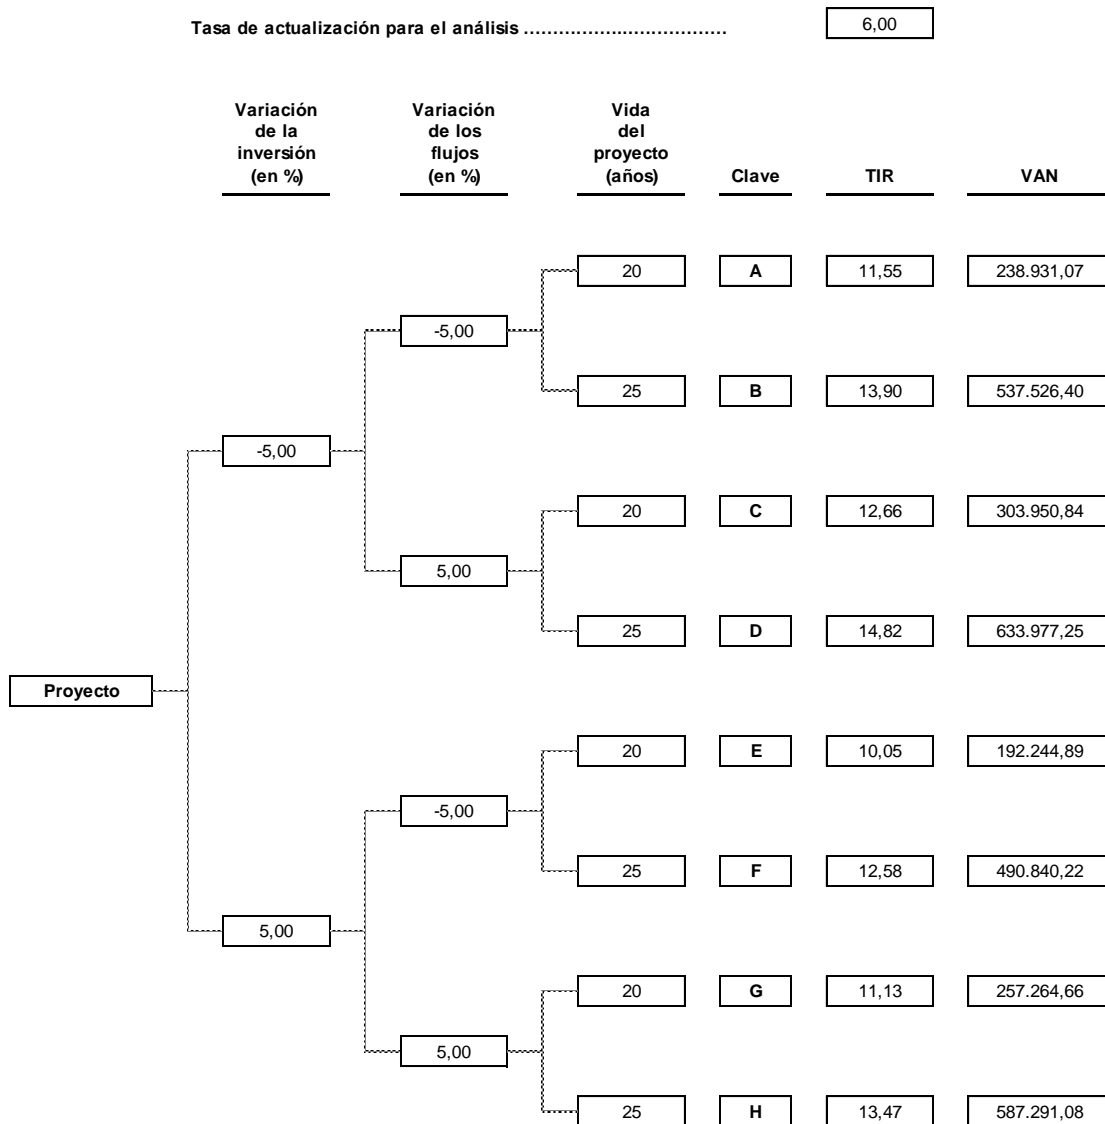 Tasa de actualización para el análisis ……………………………… 6,00
Variación de la inversión (en %)
Variación de los flujos (en %)
Vida del proyecto (años)
Clave
TIR
VAN
20 A 11,55 238.931,07
-5,00
25 B 13,90 537.526,40
-5,00
20 C 12,66 303.950,84
5,00
25 D 14,82 633.977,25
Proyecto
20 E 10,05 192.244,89
-5,00
25 F 12,58 490.840,22
5,00
20 G 11,13 257.264,66
5,00
25 H 13,47 587.291,08